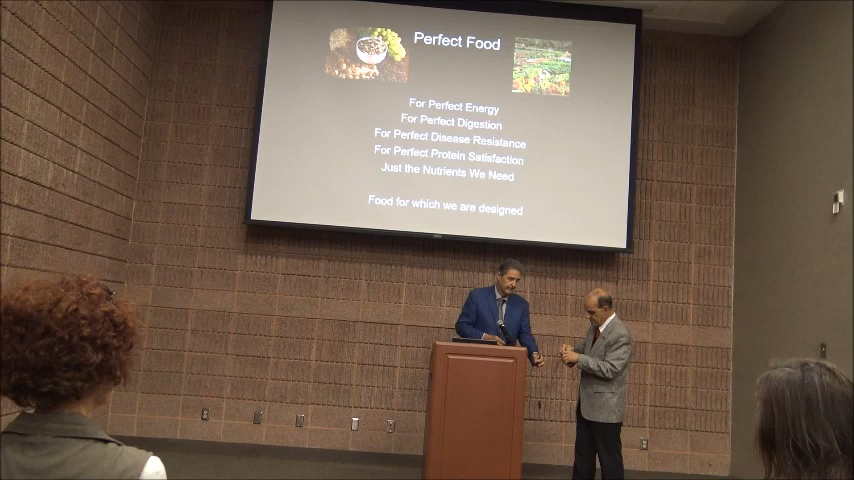 Perfect Food
For Perfect Energy
For Perfect Digestion
For Perfect Disease Resistance
For Perfect Protein Satisfaction
Just the Nutrients We Need
Food for which we are designed